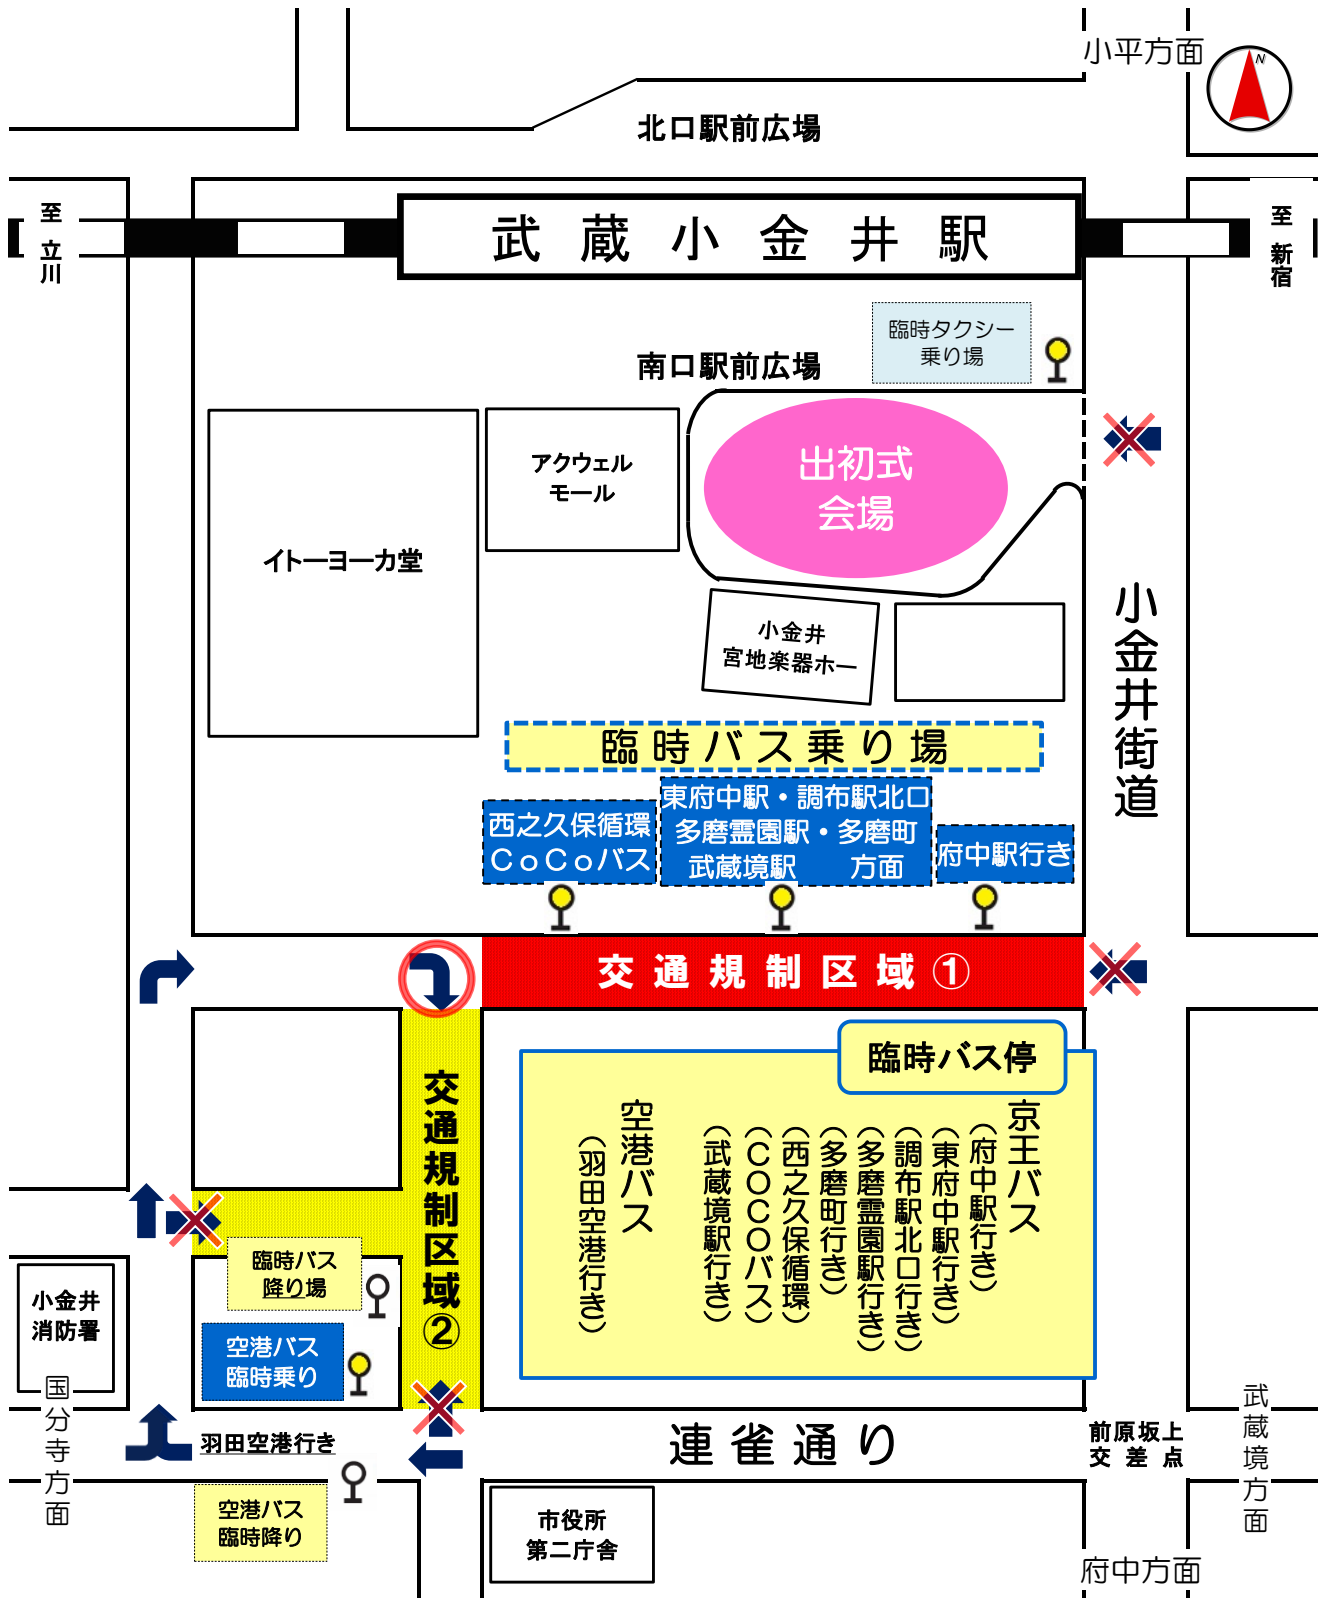 小平方面
N
北口駅前広場
至 立川
武蔵小金井駅
至 新宿
臨時タクシー
乗り場
南口駅前広場
出初式
会場
アクウェル
モール
イトーヨーカ堂
小金井
宮地楽器ホー
小金井街道
臨時バス乗り場
西之久保循環
CoCoバス
東府中駅・調布駅北口
多磨霊園駅・多磨町
武蔵境駅 方面
府中駅行き
交通規制区域①
臨時バス停
京王バス
(府中駅行き)
(東府中駅行き)
(調布駅北口行き)
(多磨霊園駅行き)
(多磨町行き)
(西之久保循環)
(COCOバス)
(武蔵境駅行き)
空港バス
(羽田空港行き)
交通規制区域②
臨時バス
降り場
小金井
消防署
空港バス
臨時乗り
国分寺方面
羽田空港行き
連雀通り
前原坂上
交差点
武蔵境方面
空港バス
臨時降り
市役所
第二庁舎
府中方面